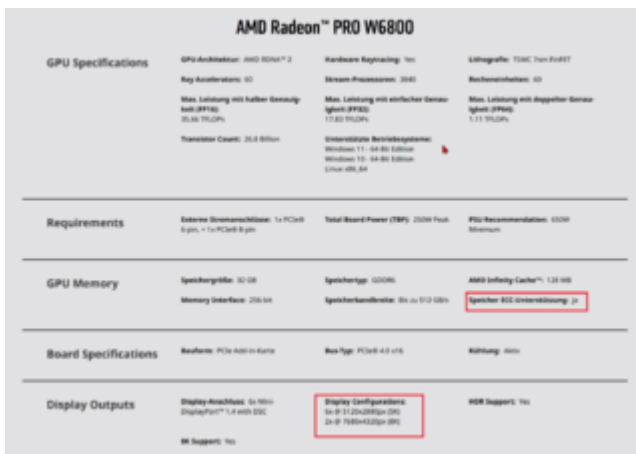 AMD Radeon™ PRO W6800
GPU Specifications
GPU-Architektur: AMD RDNA™ 2
Hardware Raytracing: Yes
Lithografie: TSMC 7nm FinFET
Ray Accelerators: 60
Stream-Prozessoren: 3840
Recheneinheiten: 60
Max. Leistung mit halber Genauig-
keit (FP16):
35.66 TFLOPs
Max. Leistung mit einfacher Genau-
igkeit (FP32):
17.83 TFLOPs
Max. Leistung mit doppelter Genau-
igkeit (FP64):
1.11 TFLOPs
Transistor Count: 26,8 Billion
Unterstützte Betriebssysteme:
Windows 11 - 64-Bit Edition
Windows 10 - 64-Bit Edition
Linux x86_64
Requirements
Externe Stromanschlüsse: 1x PCIe®
6-pin, + 1x PCIe® 8-pin
Total Board Power (TBP): 250W Peak
PSU Recommendation: 650W
Minimum
GPU Memory
Speichergröße: 32 GB
Speichertyp: GDDR6
AMD Infinity Cache™: 128 MB
Memory Interface: 256-bit
Speicherbandbreite: Bis zu 512 GB/s
Speicher ECC-Unterstützung: Ja
Board Specifications
Bauform: PCIe Add-in-Karte
Bus-Typ: PCIe® 4.0 x16
Kühlung: Aktiv
Display Outputs
Display-Anschluss: 6x Mini-
DisplayPort™ 1.4 with DSC
Display Configurations:
6x @ 5120x2880px (5K)
2x @ 7680x4320px (8K)
HDR Support: Yes
8K Support: Yes